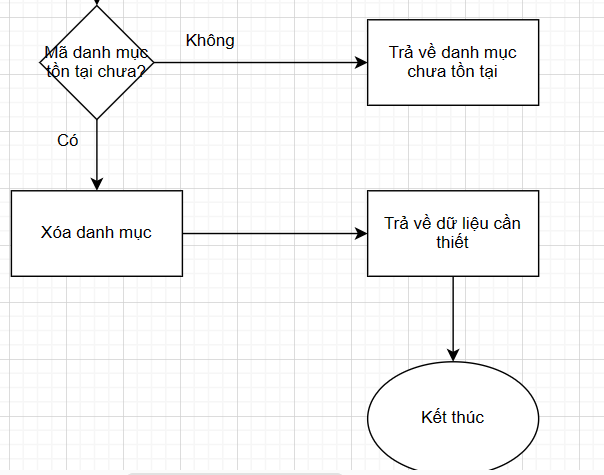 Không
Mã danh mục
tồn tại chưa?
Trả về danh mục
chưa tồn tại
Có
Xóa danh mục
Trả về dữ liệu cần
thiết
Kết thúc